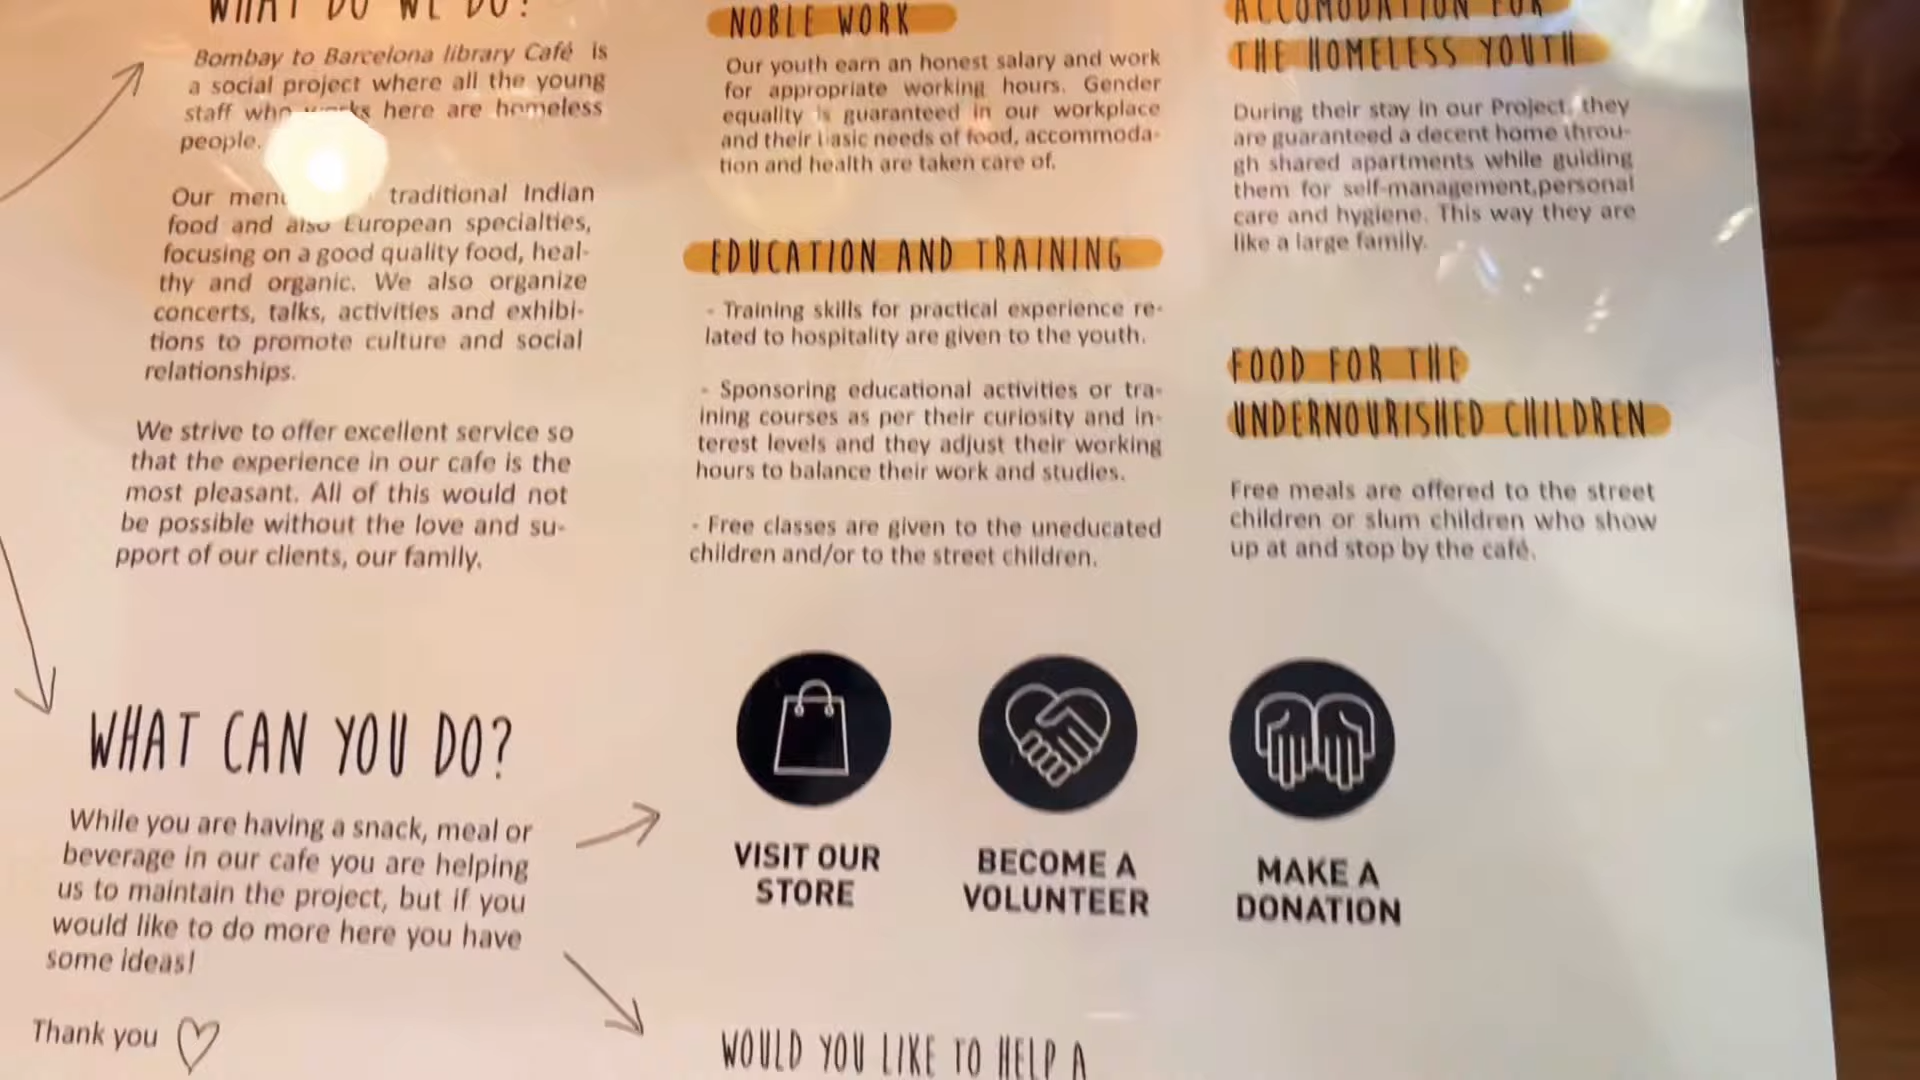 WHAT DO WE DO?
Bombay to Barcelona library Café is
a social project where all the young
staff who works here are homeless
people.
Our menu traditional Indian
food and also European specialties,
focusing on a good quality food, heal-
thy and organic. We also organize
concerts, talks, activities and exhibi-
tions to promote culture and social
relationships.
We strive to offer excellent service so
that the experience in our cafe is the
most pleasant. All of this would not
be possible without the love and su-
pport of our clients, our family.
WHAT CAN YOU DO?
While you are having a snack, meal or
beverage in our cafe you are helping
us to maintain the project, but if you
would like to do more here you have
some ideas!
Thank you
NOBLE WORK
Our youth earn an honest salary and work
for appropriate working hours. Gender
equality is guaranteed in our workplace
and their basic needs of food, accommoda-
tion and health are taken care of.
EDUCATION AND TRAINING
- Training skills for practical experience re-
lated to hospitality are given to the youth.
- Sponsoring educational activities or tra-
ining courses as per their curiosity and in-
terest levels and they adjust their working
hours to balance their work and studies.
- Free classes are given to the uneducated
children and/or to the street children.
ACCOMODATION FOR
THE HOMELESS YOUTH
During their stay in our Project, they
are guaranteed a decent home throu-
gh shared apartments while guiding
them for self-management,personal
care and hygiene. This way they are
like a large family.
FOOD FOR THE
UNDERNOURISHED CHILDREN
Free meals are offered to the street
children or slum children who show
up at and stop by the café.
VISIT OUR
STORE
BECOME A
VOLUNTEER
MAKE A
DONATION
WOULD YOU LIKE TO HELP A